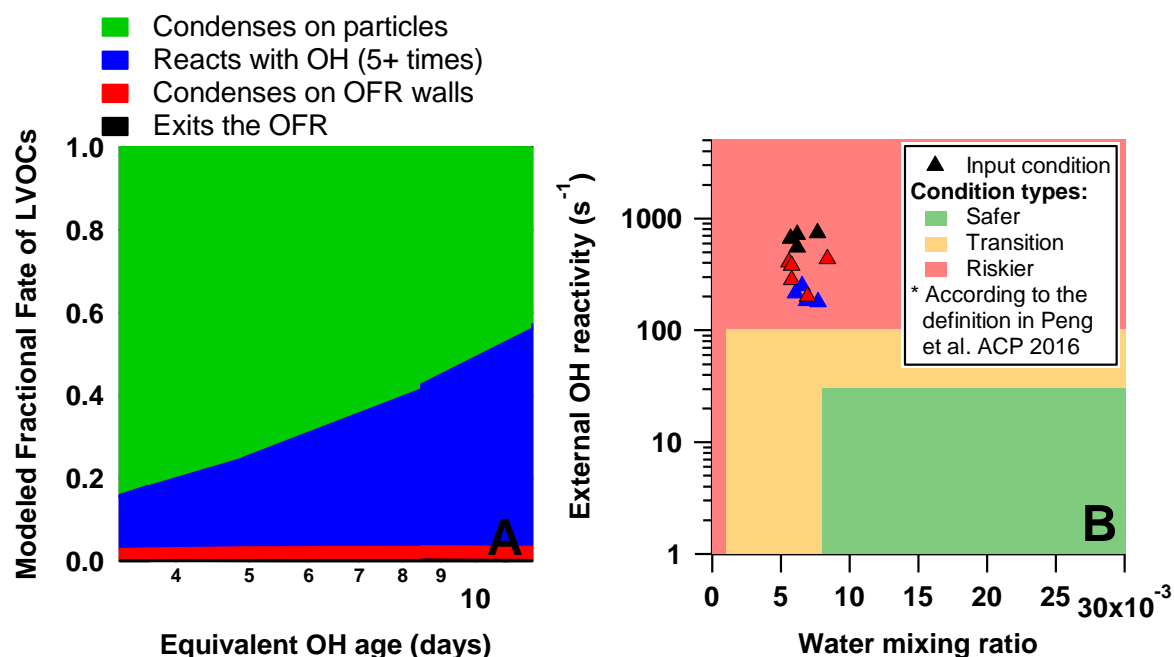 Condenses on particles
Reacts with OH (5+ times)
Condenses on OFR walls
Exits the OFR
Modeled Fractional Fate of LVOCs
1.0
0.8
0.6
0.4
0.2
0.0
4 5 6 7 8 9
10
Equivalent OH age (days)
A
External OH reactivity (s⁻¹)
1000
100
10
1
Input condition
Condition types:
Safer
Transition
Riskier
* According to the
definition in Peng
et al. ACP 2016
B
0 5 10 15 20 25 30x10⁻³
Water mixing ratio